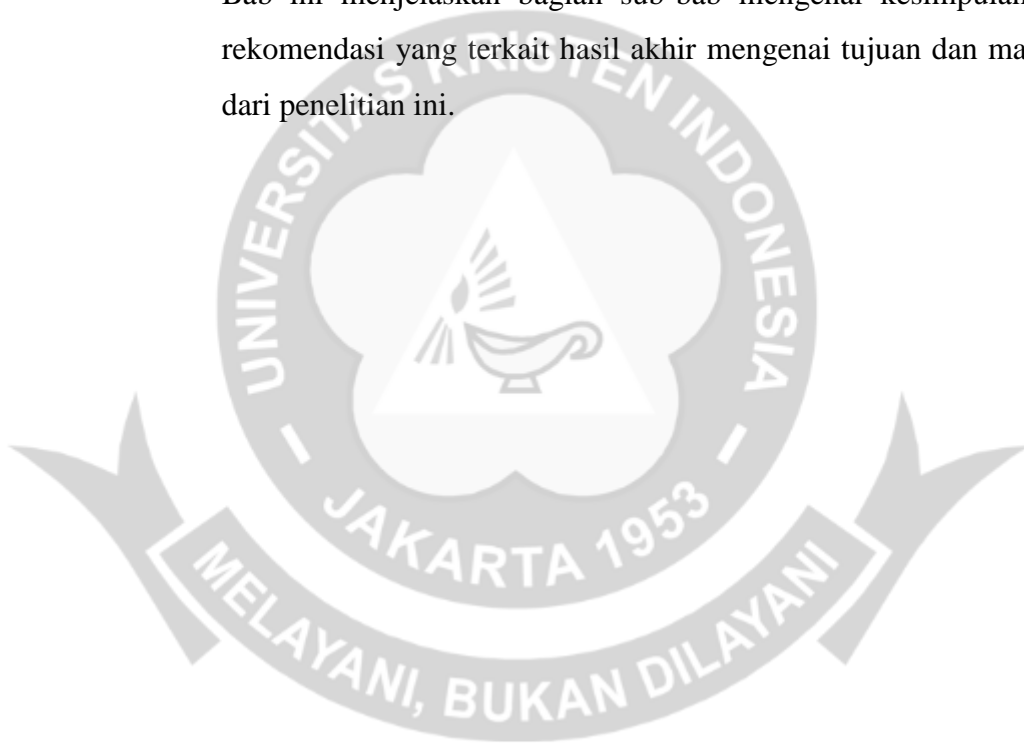 Bab ini menjelaskan bagian sub-bab mengenai kesimpulan
rekomendasi yang terkait hasil akhir mengenai tujuan dan ma
dari penelitian ini.
UNIVERSITAS KRISTEN INDONESIA
JAKARTA 1953
MELAYANI, BUKAN DILAYANI